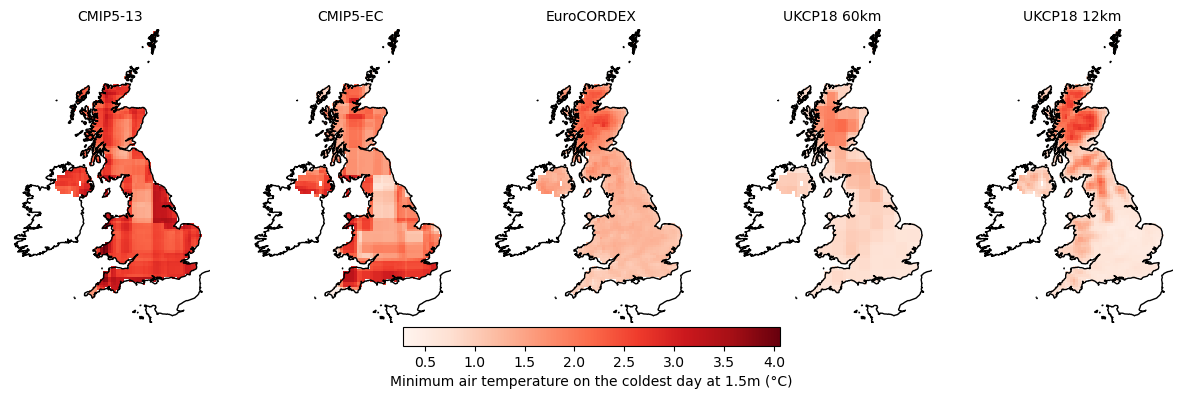 CMIP5-13 CMIP5-EC EuroCORDEX UKCP18 60km UKCP18 12km
0.5 1.0 1.5 2.0 2.5 3.0 3.5 4.0
Minimum air temperature on the coldest day at 1.5m (°C)